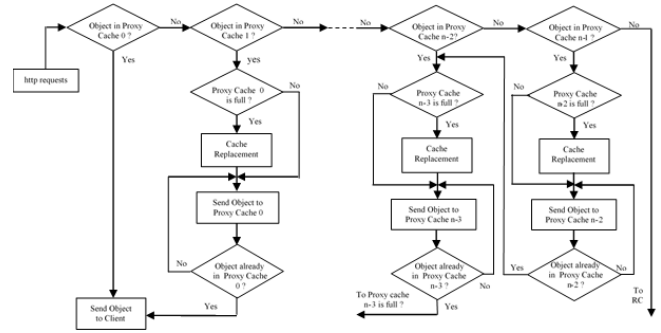 Object in Proxy
Cache 0 ?
No
Object in Proxy
Cache 1 ?
No
No
Object in Proxy
Cache n-2?
No
Object in Proxy
Cache n-1 ?
No
http requests
Yes
yes
Proxy Cache 0
is full ?
No
Yes
Cache
Replacement
Send Object to
Proxy Cache 0
No
Object already
in Proxy Cache
0 ?
Yes
Send Object
to Client
Yes
No
Proxy Cache
n-3 is full ?
Yes
Cache
Replacement
Send Object to
Proxy Cache n-3
Object already
in Proxy Cache
n-3 ?
No
Yes
To Proxy cache
n-3 is full ?
Yes
No
Proxy Cache
n-2 is full ?
Yes
Cache
Replacement
Send Object to
Proxy Cache n-2
Yes
Object already
in Proxy Cache
n-2 ?
No
To
RC